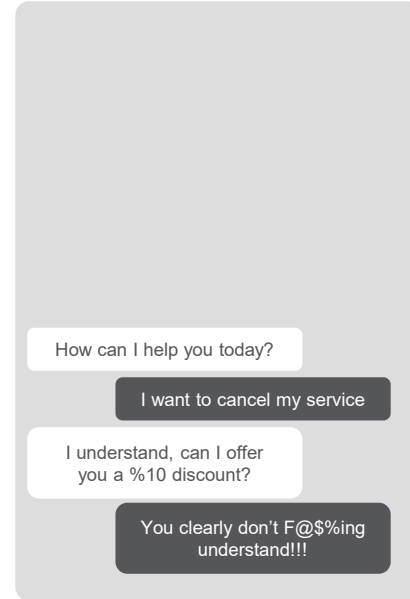 How can I help you today?
I want to cancel my service
I understand, can I offer
you a %10 discount?
You clearly don’t F@$%ing
understand!!!